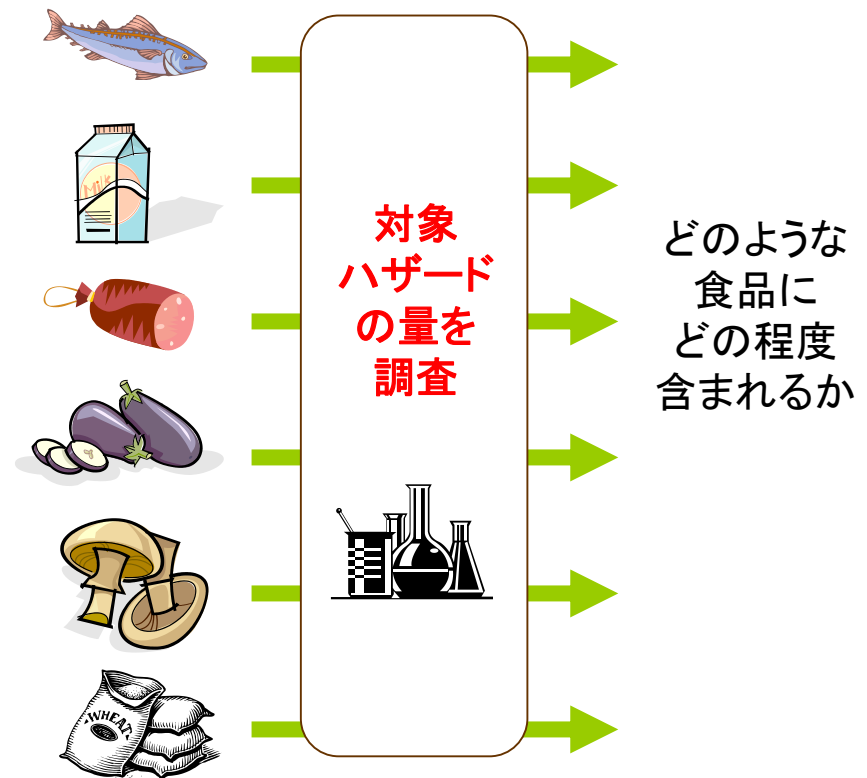 Milk
対象
ハザード
の量を
調査
どのような
食品に
どの程度
含まれるか
WHEAT